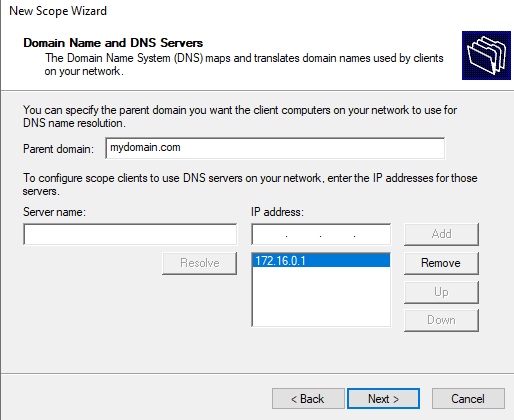 New Scope Wizard
Domain Name and DNS Servers
The Domain Name System (DNS) maps and translates domain names used by clients
on your network.
You can specify the parent domain you want the client computers on your network to use for
DNS name resolution.
Parent domain: mydomain.com
To configure scope clients to use DNS servers on your network, enter the IP addresses for those
servers.
Server name: IP address:
. . . Add
Resolve 172.16.0.1 Remove
Up
Down
< Back Next > Cancel